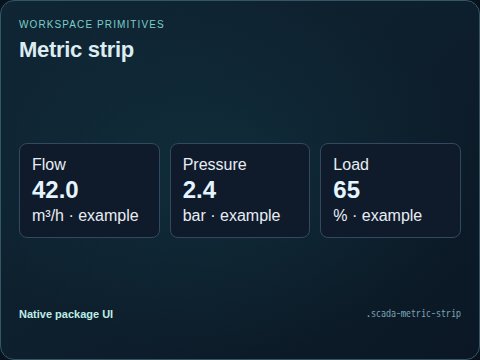 WORKSPACE PRIMITIVES
Metric strip
Flow
42.0
m³/h · example
Pressure
2.4
bar · example
Load
65
% · example
Native package UI
.scada-metric-strip